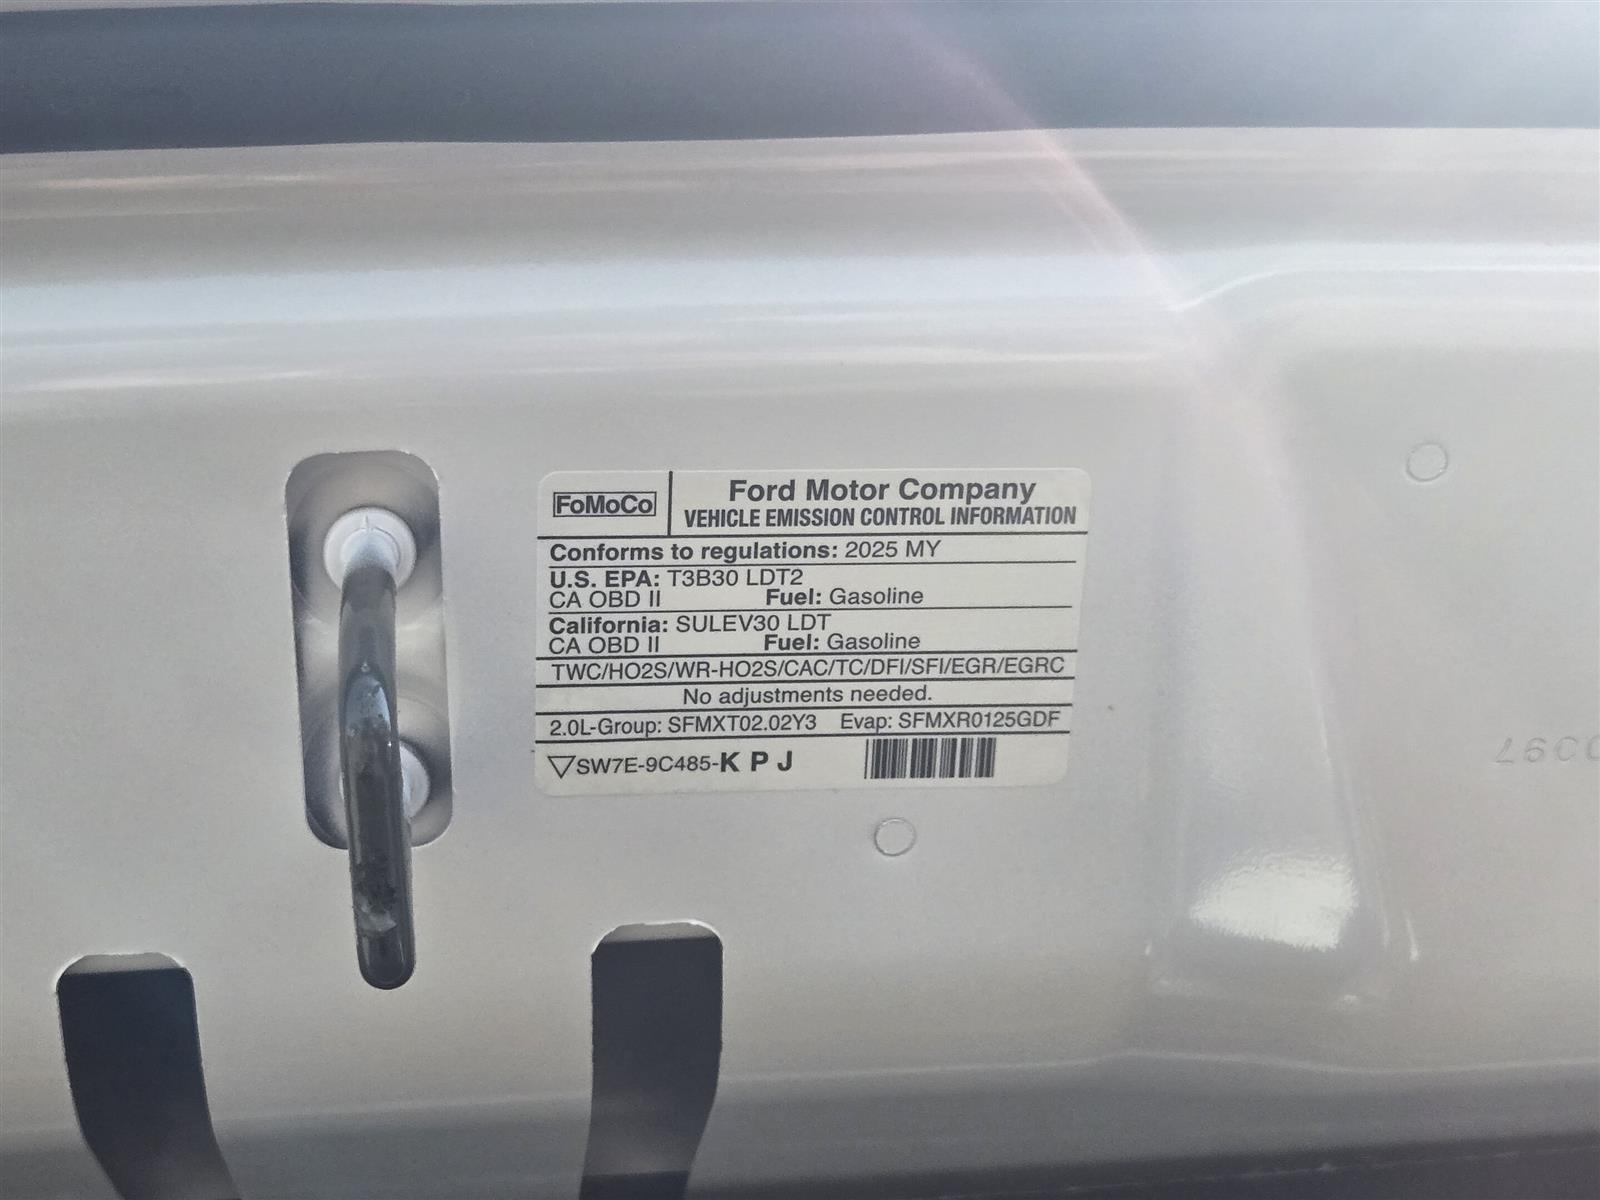 FoMoCo
Ford Motor Company
VEHICLE EMISSION CONTROL INFORMATION
Conforms to regulations: 2025 MY
U.S. EPA: T3B30 LDT2
CA OBD II Fuel: Gasoline
California: SULEV30 LDT
CA OBD II Fuel: Gasoline
TWC/HO2S/WR-HO2S/CAC/TC/DFI/SFI/EGR/EGRC
No adjustments needed.
2.0L-Group: SFMXT02.02Y3 Evap: SFMXR0125GDF
SW7E-9C485-K P J